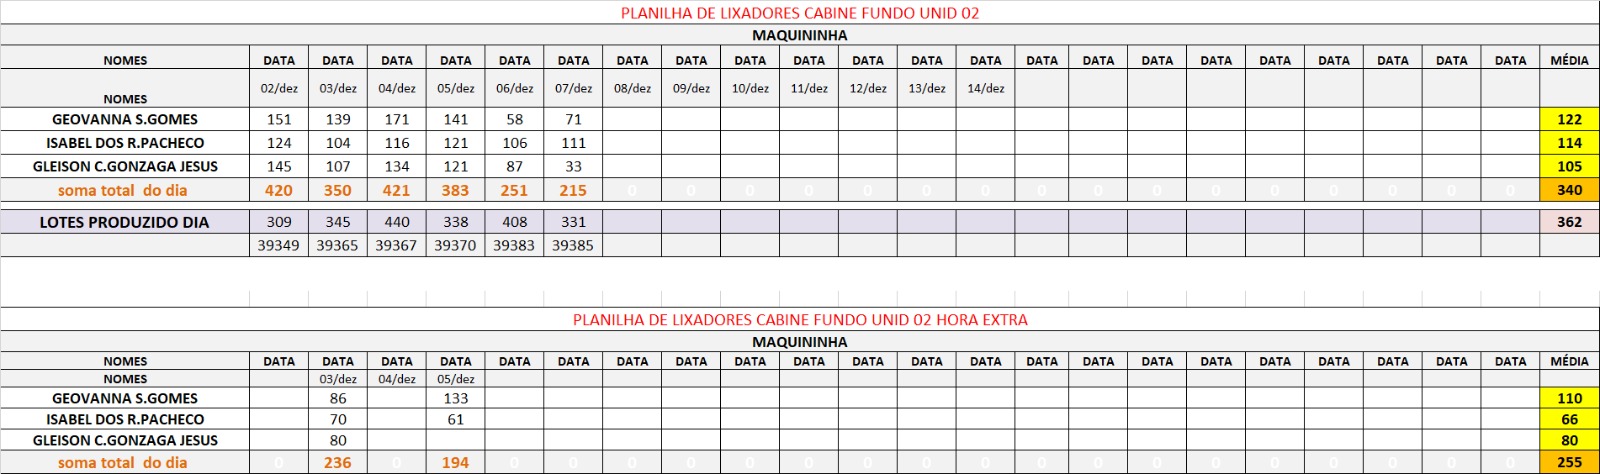 PLANILHA DE LIXADORES CABINE FUNDO UNID 02
MAQUININHA
NOMES DATA DATA DATA DATA DATA DATA DATA DATA DATA DATA DATA DATA DATA DATA DATA DATA DATA DATA DATA DATA DATA DATA MÉDIA
NOMES 02/dez 03/dez 04/dez 05/dez 06/dez 07/dez 08/dez 09/dez 10/dez 11/dez 12/dez 13/dez 14/dez
GEOVANNA S.GOMES 151 139 171 141 58 71 122
ISABEL DOS R.PACHECO 124 104 116 121 106 111 114
GLEISON C.GONZAGA JESUS 145 107 134 121 87 33 105
soma total do dia 420 350 421 383 251 215 0 0 0 0 0 0 0 0 0 0 0 0 0 0 0 0 340
LOTES PRODUZIDO DIA 309 345 440 338 408 331 362
39349 39365 39367 39370 39383 39385
PLANILHA DE LIXADORES CABINE FUNDO UNID 02 HORA EXTRA
MAQUININHA
NOMES DATA DATA DATA DATA DATA DATA DATA DATA DATA DATA DATA DATA DATA DATA DATA DATA DATA DATA DATA DATA DATA DATA MÉDIA
NOMES 03/dez 04/dez 05/dez
GEOVANNA S.GOMES 86 133 110
ISABEL DOS R.PACHECO 70 61 66
GLEISON C.GONZAGA JESUS 80 80
soma total do dia 0 236 0 194 0 0 0 0 0 0 0 0 0 0 0 0 0 0 0 0 0 0 255